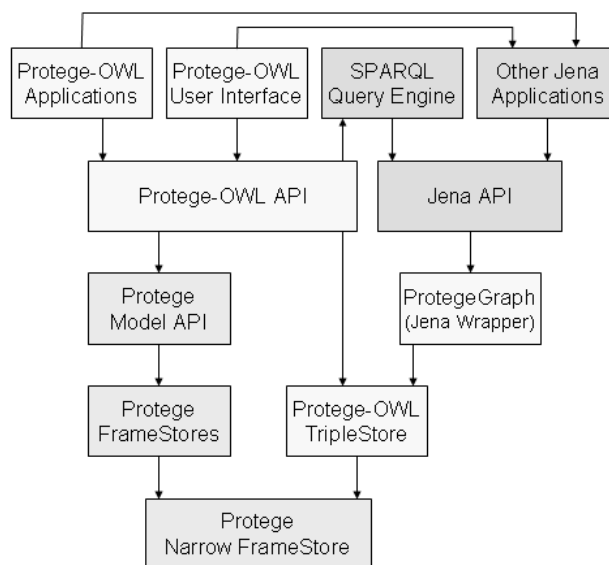 Protege-OWL
Applications
Protege-OWL
User Interface
SPARQL
Query Engine
Other Jena
Applications
Protege-OWL API
Jena API
Protege
Model API
ProtegeGraph
(Jena Wrapper)
Protege
FrameStores
Protege-OWL
TripleStore
Protege
Narrow FrameStore